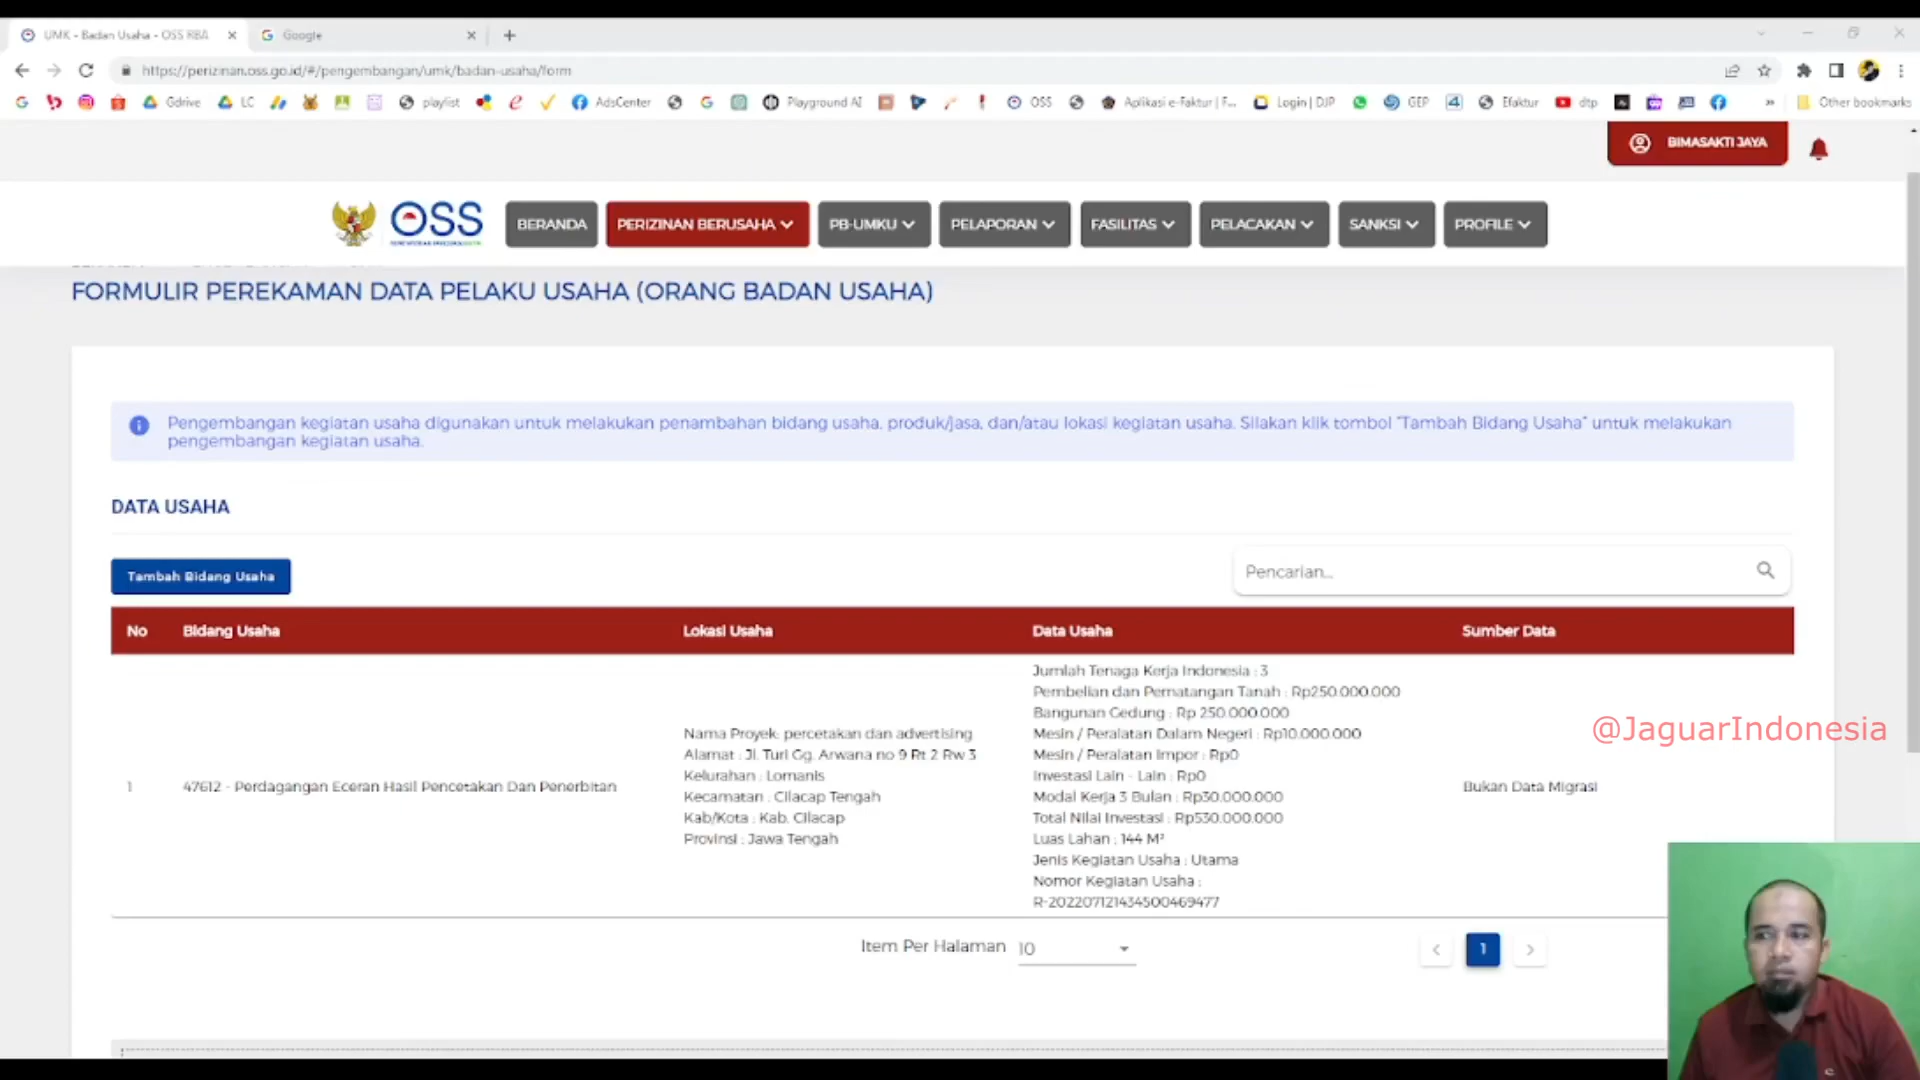 UMK - Badan Usaha - OSS RBA
Google
https://perizinan.oss.go.id/#/pengembangan/umk/badan-usaha/form
Gdrive
LC
playlist
AdsCenter
Playground AI
OSS
Aplikasi e-Faktur | F...
Login | DJP
GEP
Efaktur
dtp
Other bookmarks
BIMASAKTI JAYA
OSS
BERANDA
PERIZINAN BERUSAHA
PB-UMKU
PELAPORAN
FASILITAS
PELACAKAN
SANKSI
PROFILE
FORMULIR PEREKAMAN DATA PELAKU USAHA (ORANG BADAN USAHA)
Pengembangan kegiatan usaha digunakan untuk melakukan penambahan bidang usaha, produk/jasa, dan/atau lokasi kegiatan usaha. Silakan klik tombol "Tambah Bidang Usaha" untuk melakukan
pengembangan kegiatan usaha.
DATA USAHA
Tambah Bidang Usaha
Pencarian...
No
Bidang Usaha
Lokasi Usaha
Data Usaha
Sumber Data
1
47612 - Perdagangan Eceran Hasil Pencetakan Dan Penerbitan
Nama Proyek: percetakan dan advertising
Alamat : Jl. Turi Gg. Arwana no 9 Rt 2 Rw 3
Kelurahan : Lomanis
Kecamatan : Cilacap Tengah
Kab/Kota : Kab. Cilacap
Provinsi : Jawa Tengah
Jumlah Tenaga Kerja Indonesia : 3
Pembelian dan Pematangan Tanah : Rp250.000.000
Bangunan Gedung : Rp 250.000.000
Mesin / Peralatan Dalam Negeri : Rp10.000.000
Mesin / Peralatan Impor : Rp0
Investasi Lain - Lain : Rp0
Modal Kerja 3 Bulan : Rp30.000.000
Total Nilai Investasi : Rp530.000.000
Luas Lahan : 144 M²
Jenis Kegiatan Usaha : Utama
Nomor Kegiatan Usaha :
R-202207121434500469477
Bukan Data Migrasi
@JaguarIndonesia
Item Per Halaman
10
1